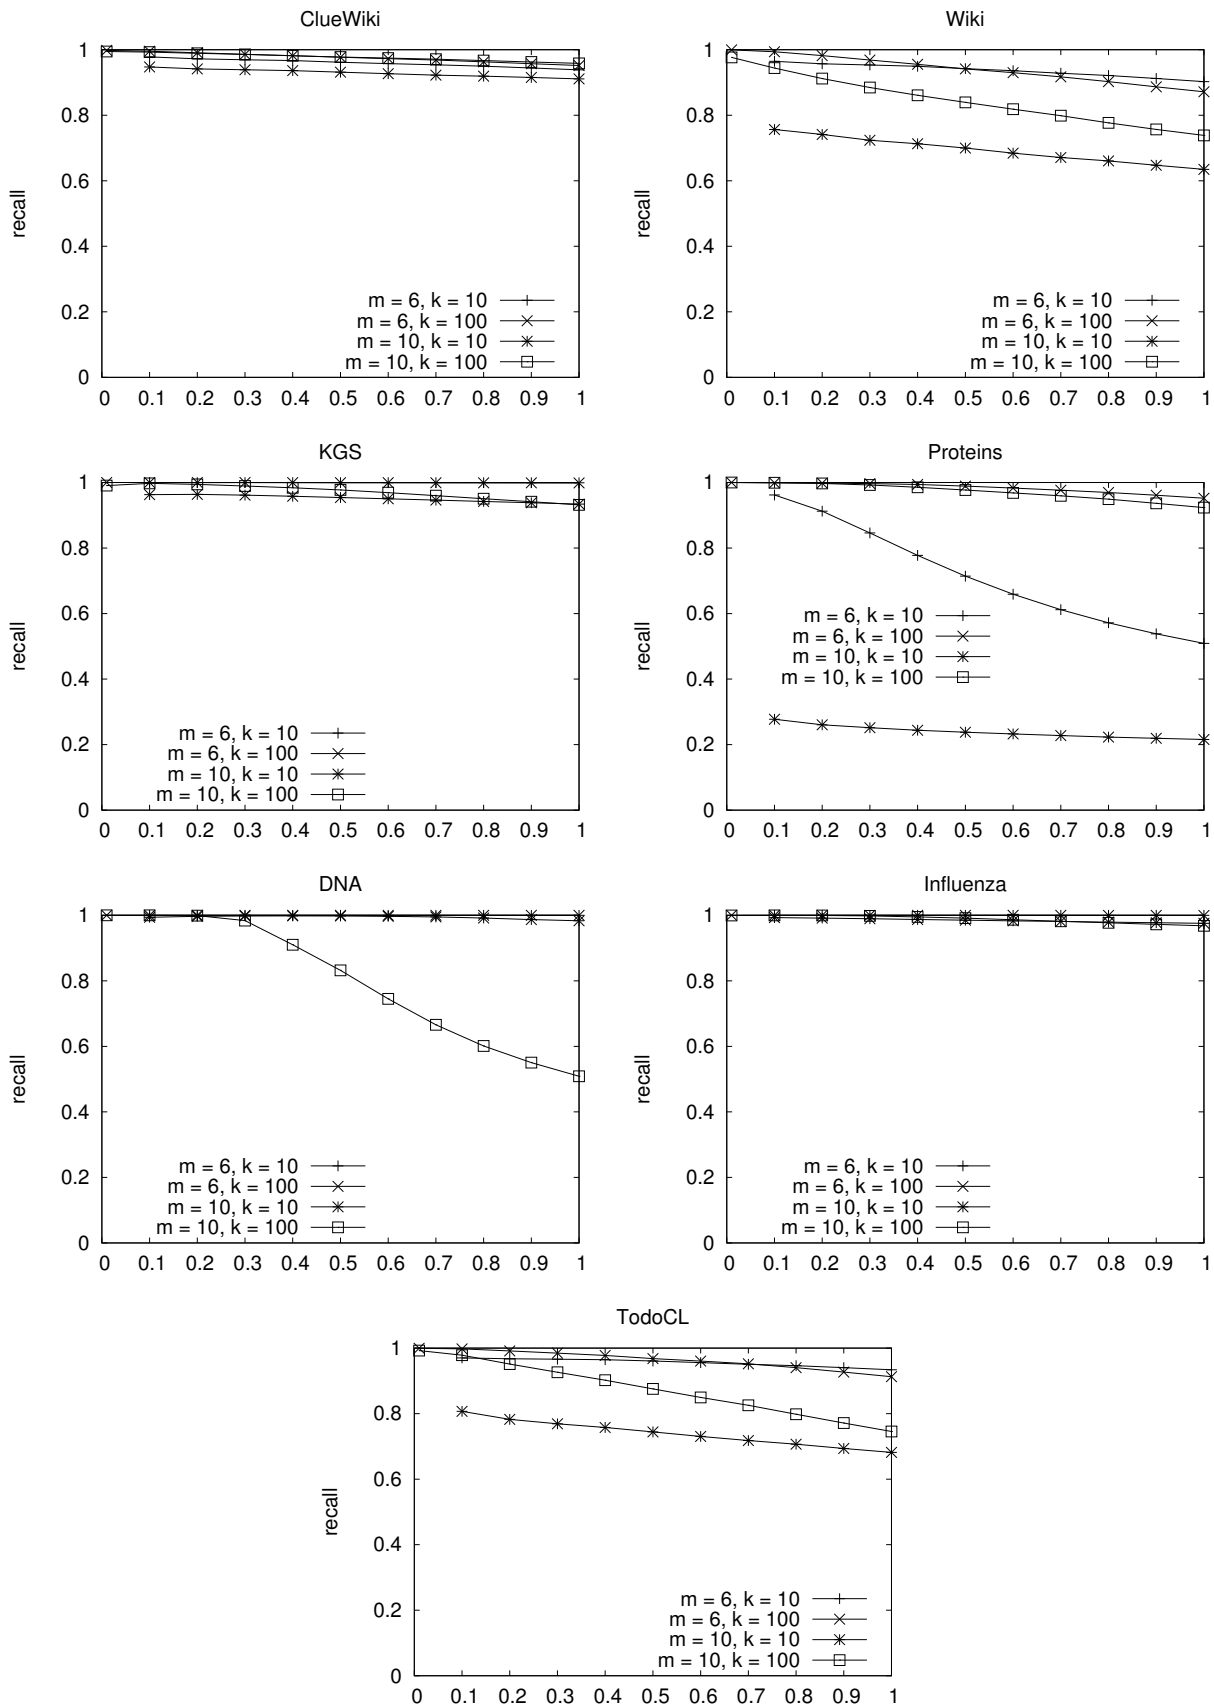 ClueWiki
1
0.8
0.6
0.4
0.2
0
recall
m = 6, k = 10
m = 6, k = 100
m = 10, k = 10
m = 10, k = 100
0 0.1 0.2 0.3 0.4 0.5 0.6 0.7 0.8 0.9 1
Wiki
1
0.8
0.6
0.4
0.2
0
recall
m = 6, k = 10
m = 6, k = 100
m = 10, k = 10
m = 10, k = 100
0 0.1 0.2 0.3 0.4 0.5 0.6 0.7 0.8 0.9 1
KGS
1
0.8
0.6
0.4
0.2
0
recall
m = 6, k = 10
m = 6, k = 100
m = 10, k = 10
m = 10, k = 100
0 0.1 0.2 0.3 0.4 0.5 0.6 0.7 0.8 0.9 1
Proteins
1
0.8
0.6
0.4
0.2
0
recall
m = 6, k = 10
m = 6, k = 100
m = 10, k = 10
m = 10, k = 100
0 0.1 0.2 0.3 0.4 0.5 0.6 0.7 0.8 0.9 1
DNA
1
0.8
0.6
0.4
0.2
0
recall
m = 6, k = 10
m = 6, k = 100
m = 10, k = 10
m = 10, k = 100
0 0.1 0.2 0.3 0.4 0.5 0.6 0.7 0.8 0.9 1
Influenza
1
0.8
0.6
0.4
0.2
0
recall
m = 6, k = 10
m = 6, k = 100
m = 10, k = 10
m = 10, k = 100
0 0.1 0.2 0.3 0.4 0.5 0.6 0.7 0.8 0.9 1
TodoCL
1
0.8
0.6
0.4
0.2
0
recall
m = 6, k = 10
m = 6, k = 100
m = 10, k = 10
m = 10, k = 100
0 0.1 0.2 0.3 0.4 0.5 0.6 0.7 0.8 0.9 1